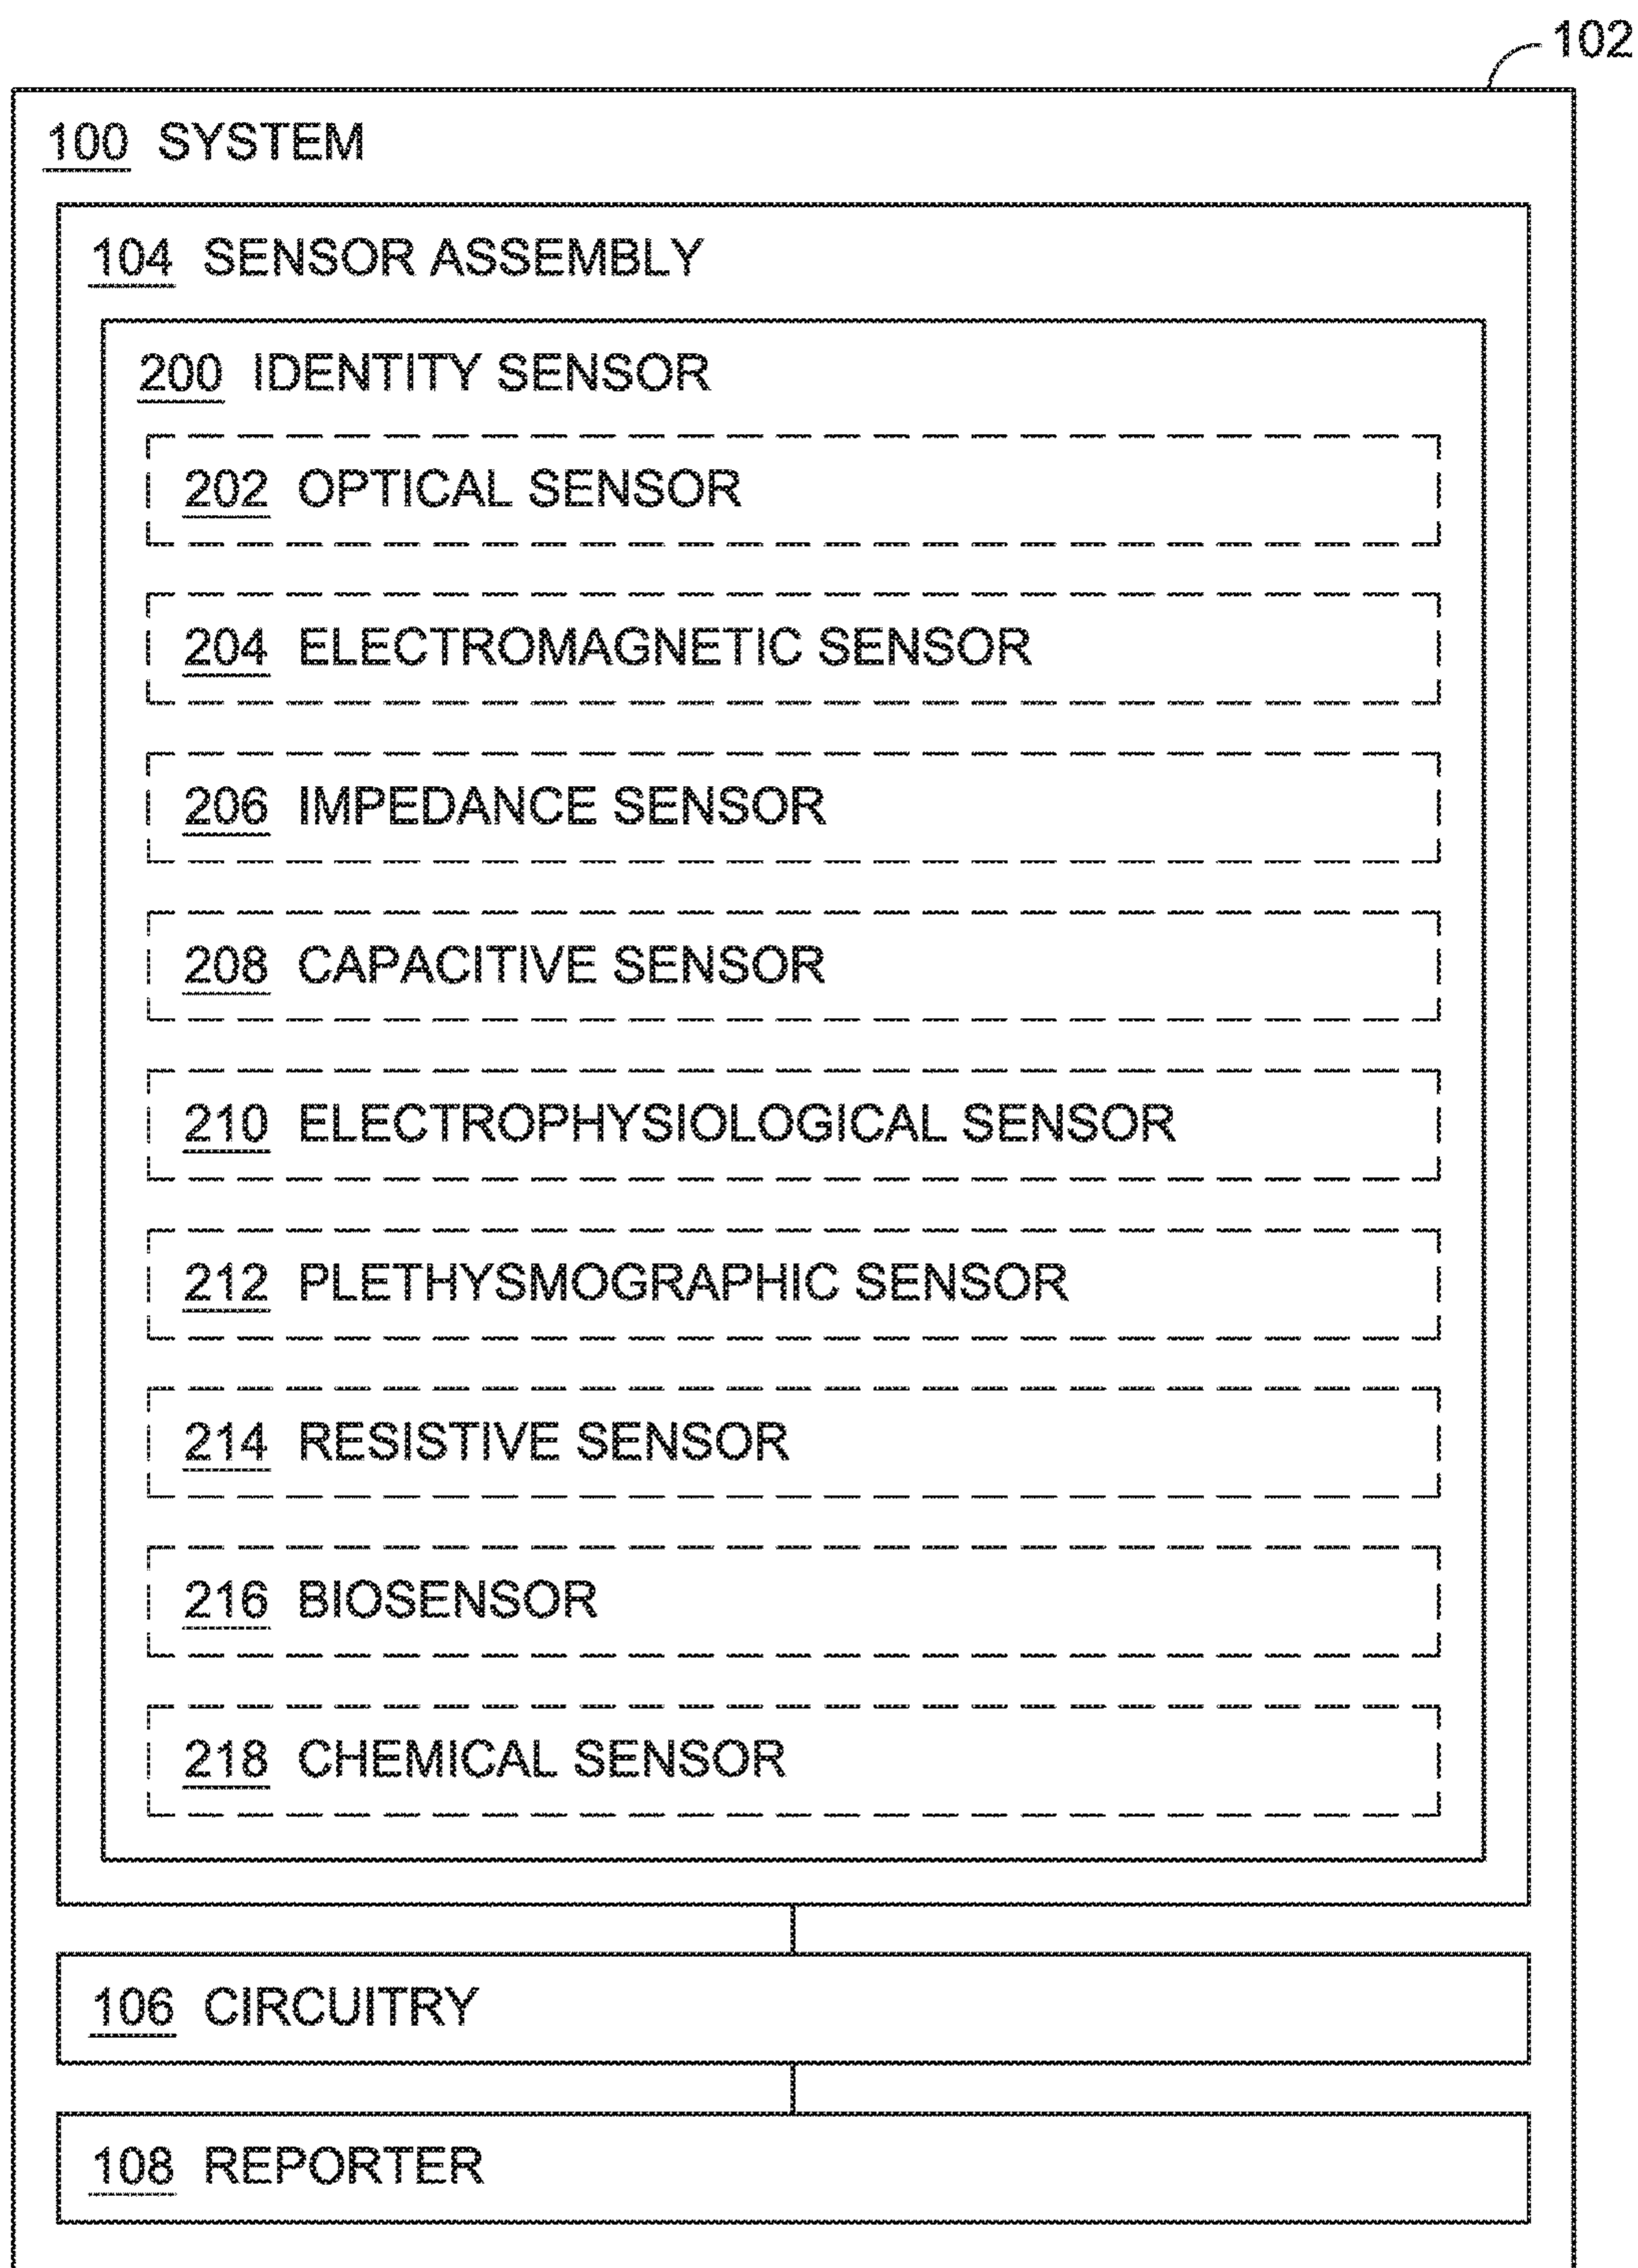 102
100 SYSTEM
104 SENSOR ASSEMBLY
200 IDENTITY SENSOR
202 OPTICAL SENSOR
204 ELECTROMAGNETIC SENSOR
206 IMPEDANCE SENSOR
208 CAPACITIVE SENSOR
210 ELECTROPHYSIOLOGICAL SENSOR
212 PLETHYSMOGRAPHIC SENSOR
214 RESISTIVE SENSOR
216 BIOSENSOR
218 CHEMICAL SENSOR
106 CIRCUITRY
108 REPORTER